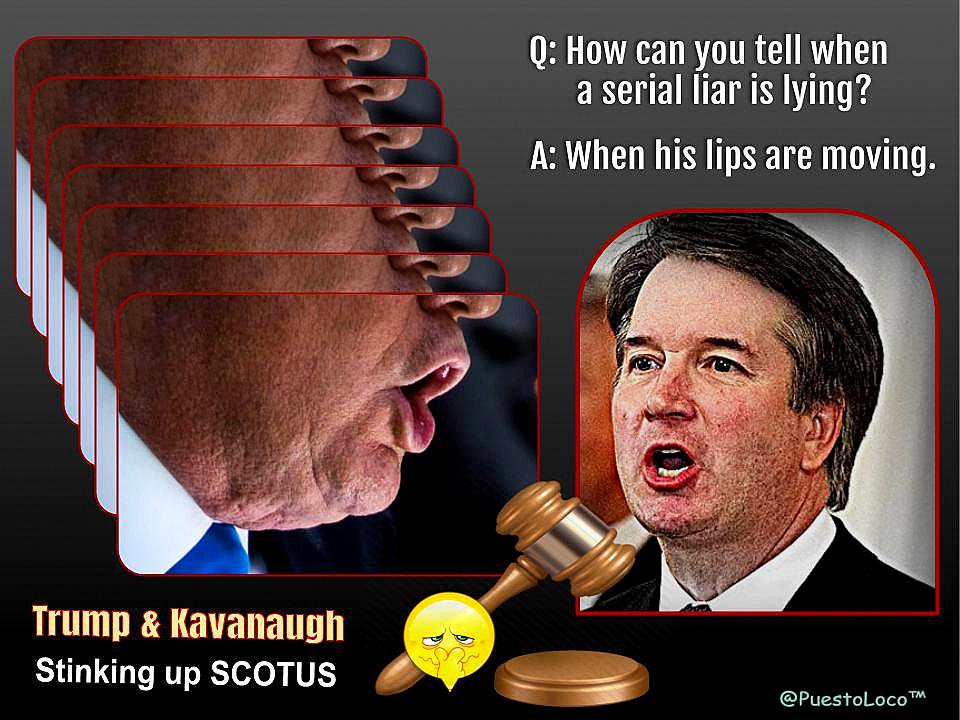 Q: How can you tell when
a serial liar is lying?
A: When his lips are moving.
Trump & Kavanaugh
Stinking up SCOTUS
@PuestoLoco™